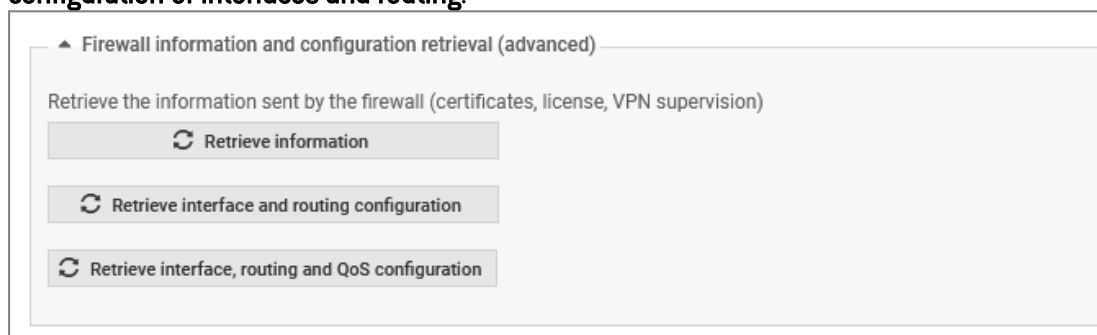 configuration of interfaces and routing.
Firewall information and configuration retrieval (advanced)
Retrieve the information sent by the firewall (certificates, license, VPN supervision)
Retrieve information
Retrieve interface and routing configuration
Retrieve interface, routing and QoS configuration